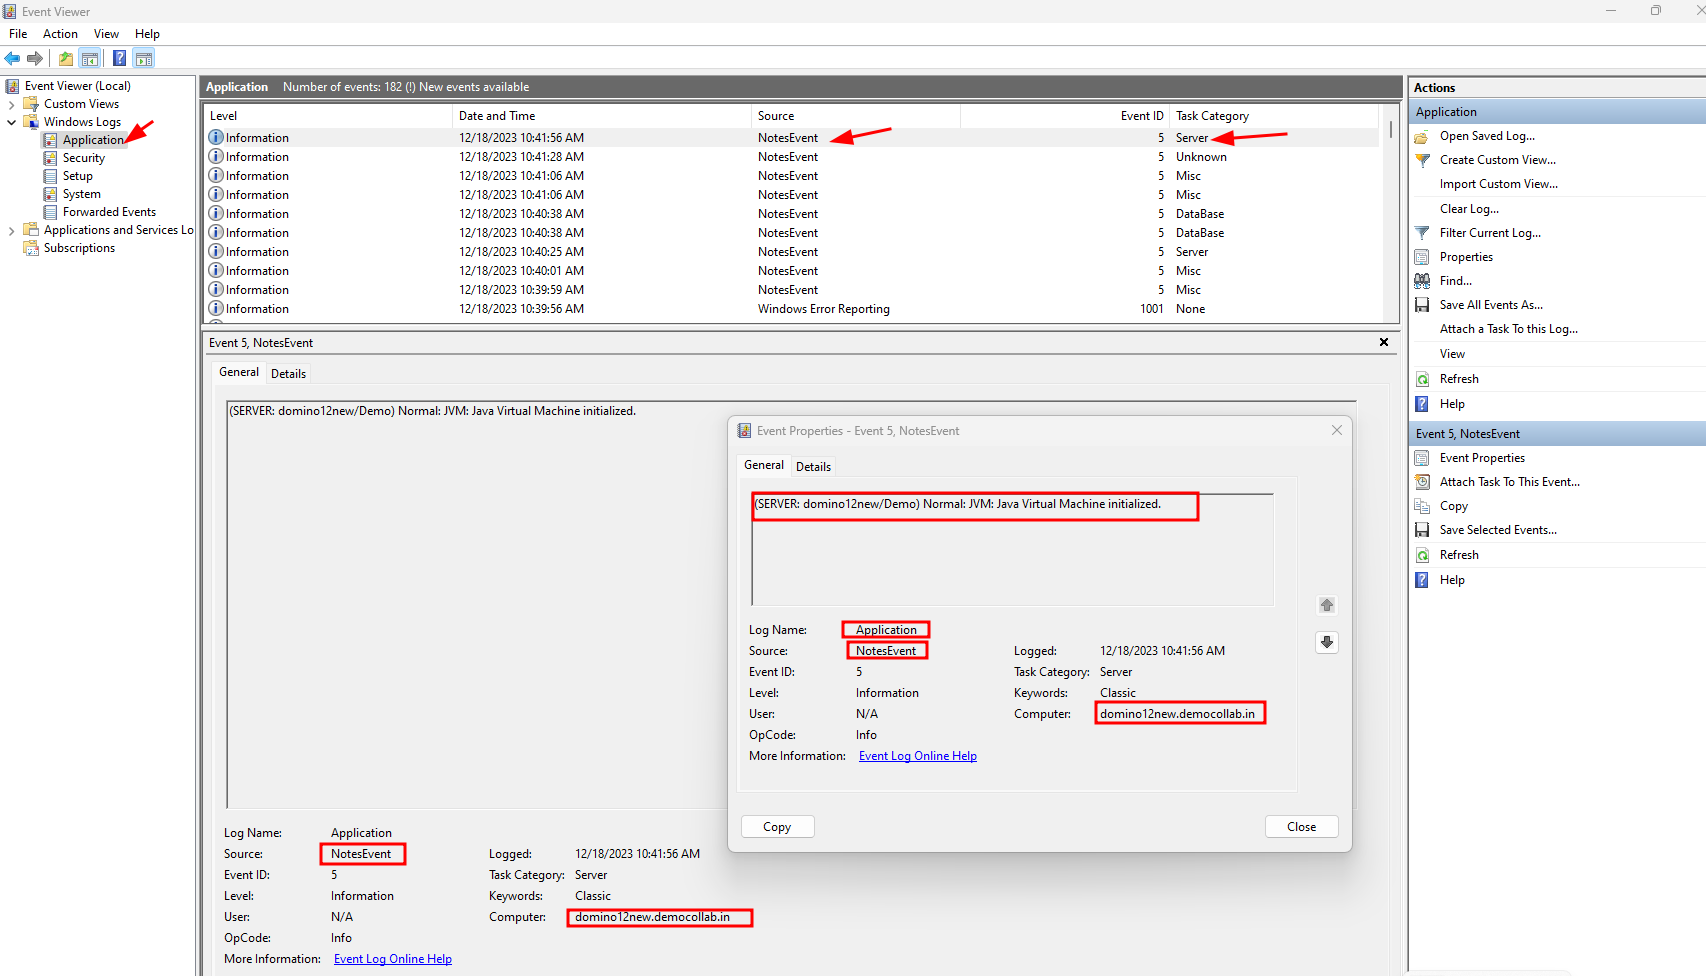 Event Viewer
File Action View Help
Event Viewer (Local)
Custom Views
Windows Logs
Application
Security
Setup
System
Forwarded Events
Applications and Services Lo
Subscriptions
Application Number of events: 182 (!) New events available
Level Date and Time Source Event ID Task Category
Information 12/18/2023 10:41:56 AM NotesEvent 5 Server
Information 12/18/2023 10:41:28 AM NotesEvent 5 Unknown
Information 12/18/2023 10:41:06 AM NotesEvent 5 Misc
Information 12/18/2023 10:41:06 AM NotesEvent 5 Misc
Information 12/18/2023 10:40:38 AM NotesEvent 5 DataBase
Information 12/18/2023 10:40:38 AM NotesEvent 5 DataBase
Information 12/18/2023 10:40:25 AM NotesEvent 5 Server
Information 12/18/2023 10:40:01 AM NotesEvent 5 Misc
Information 12/18/2023 10:39:59 AM NotesEvent 5 Misc
Information 12/18/2023 10:39:56 AM Windows Error Reporting 1001 None
Event 5, NotesEvent
General Details
(SERVER: domino12new/Demo) Normal: JVM: Java Virtual Machine initialized.
Log Name: Application
Source: NotesEvent Logged: 12/18/2023 10:41:56 AM
Event ID: 5 Task Category: Server
Level: Information Keywords: Classic
User: N/A Computer: domino12new.democollab.in
OpCode: Info
More Information: Event Log Online Help
Event Properties - Event 5, NotesEvent
General Details
(SERVER: domino12new/Demo) Normal: JVM: Java Virtual Machine initialized.
Log Name: Application
Source: NotesEvent Logged: 12/18/2023 10:41:56 AM
Event ID: 5 Task Category: Server
Level: Information Keywords: Classic
User: N/A Computer: domino12new.democollab.in
OpCode: Info
More Information: Event Log Online Help
Copy Close
Actions
Application
Open Saved Log...
Create Custom View...
Import Custom View...
Clear Log...
Filter Current Log...
Properties
Find...
Save All Events As...
Attach a Task To this Log...
View
Refresh
Help
Event 5, NotesEvent
Event Properties
Attach Task To This Event...
Copy
Save Selected Events...
Refresh
Help